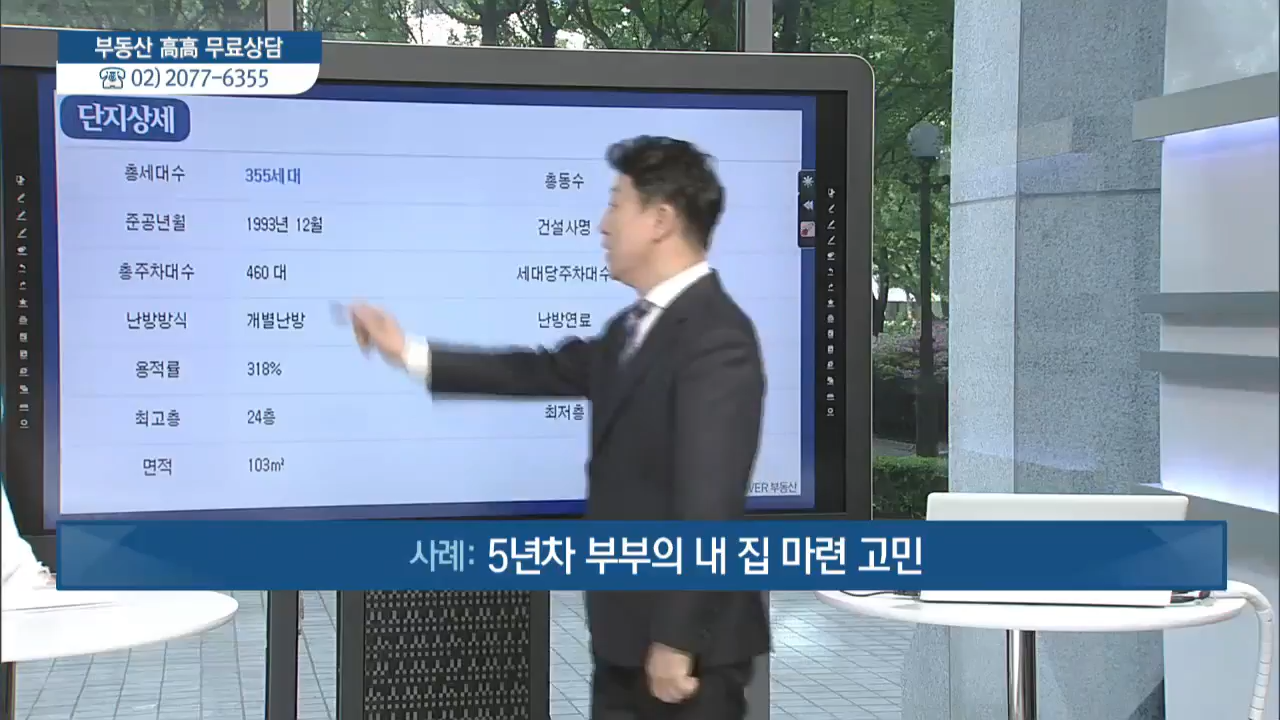 부동산 高高 무료상담
☏ 02) 2077-6355
단지상세
총세대수 355세대 총동수
준공년월 1993년 12월 건설사명
총주차대수 460 대 세대당주차대수
난방방식 개별난방 난방연료
용적률 318%
최고층 24층 최저층
면적 103㎡
VER 부동산
사례: 5년차 부부의 내 집 마련 고민